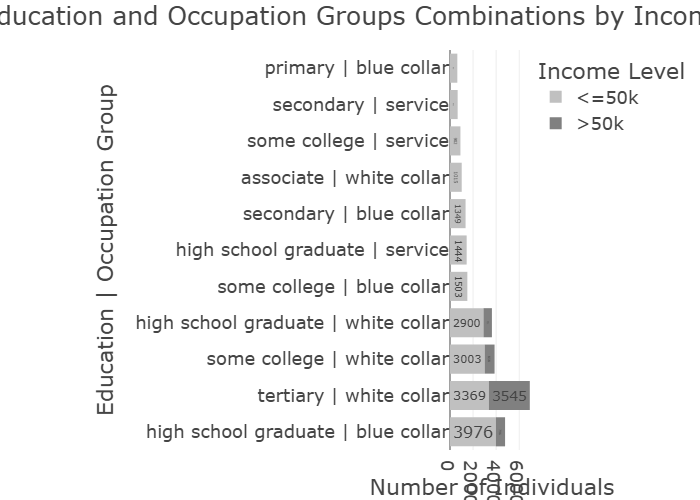 ducation and Occupation Groups Combinations by Incom
Income Level
<=50k
>50k
Education | Occupation Group
primary | blue collar
secondary | service
some college | service
associate | white collar
secondary | blue collar 1349
high school graduate | service 1444
some college | blue collar 1503
high school graduate | white collar 2900
some college | white collar 3003
tertiary | white collar 3369 3545
high school graduate | blue collar 3976
0 2000 4000 6000
Number of Individuals